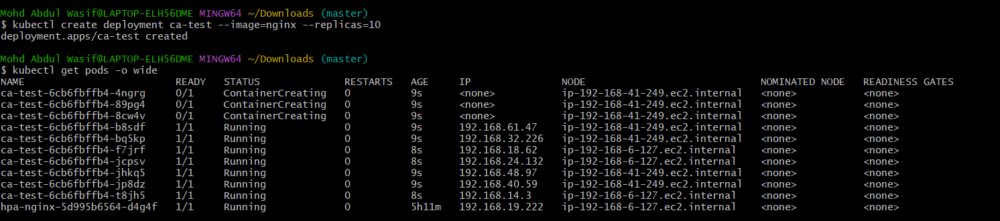 Mohd Abdul Wasif@LAPTOP-ELH56DME MINGW64 ~/Downloads (master)
$ kubectl create deployment ca-test --image=nginx --replicas=10
deployment.apps/ca-test created
Mohd Abdul Wasif@LAPTOP-ELH56DME MINGW64 ~/Downloads (master)
$ kubectl get pods -o wide
NAME READY STATUS RESTARTS AGE IP NODE NOMINATED NODE READINESS GATES
ca-test-6cb6fbffb4-4ngrg 0/1 ContainerCreating 0 9s <none> ip-192-168-41-249.ec2.internal <none> <none>
ca-test-6cb6fbffb4-89pg4 0/1 ContainerCreating 0 9s <none> ip-192-168-41-249.ec2.internal <none> <none>
ca-test-6cb6fbffb4-8cw4v 0/1 ContainerCreating 0 9s <none> ip-192-168-41-249.ec2.internal <none> <none>
ca-test-6cb6fbffb4-b8sdf 1/1 Running 0 9s 192.168.61.47 ip-192-168-41-249.ec2.internal <none> <none>
ca-test-6cb6fbffb4-bq5kp 1/1 Running 0 9s 192.168.32.226 ip-192-168-41-249.ec2.internal <none> <none>
ca-test-6cb6fbffb4-f7jrf 1/1 Running 0 8s 192.168.18.62 ip-192-168-6-127.ec2.internal <none> <none>
ca-test-6cb6fbffb4-jcpsv 1/1 Running 0 8s 192.168.24.132 ip-192-168-6-127.ec2.internal <none> <none>
ca-test-6cb6fbffb4-jhkq5 1/1 Running 0 9s 192.168.48.97 ip-192-168-41-249.ec2.internal <none> <none>
ca-test-6cb6fbffb4-jp8dz 1/1 Running 0 9s 192.168.40.59 ip-192-168-41-249.ec2.internal <none> <none>
ca-test-6cb6fbffb4-t8jh5 1/1 Running 0 8s 192.168.14.3 ip-192-168-6-127.ec2.internal <none> <none>
hpa-nginx-5d995b6564-d4g4f 1/1 Running 0 5h11m 192.168.19.222 ip-192-168-6-127.ec2.internal <none> <none>